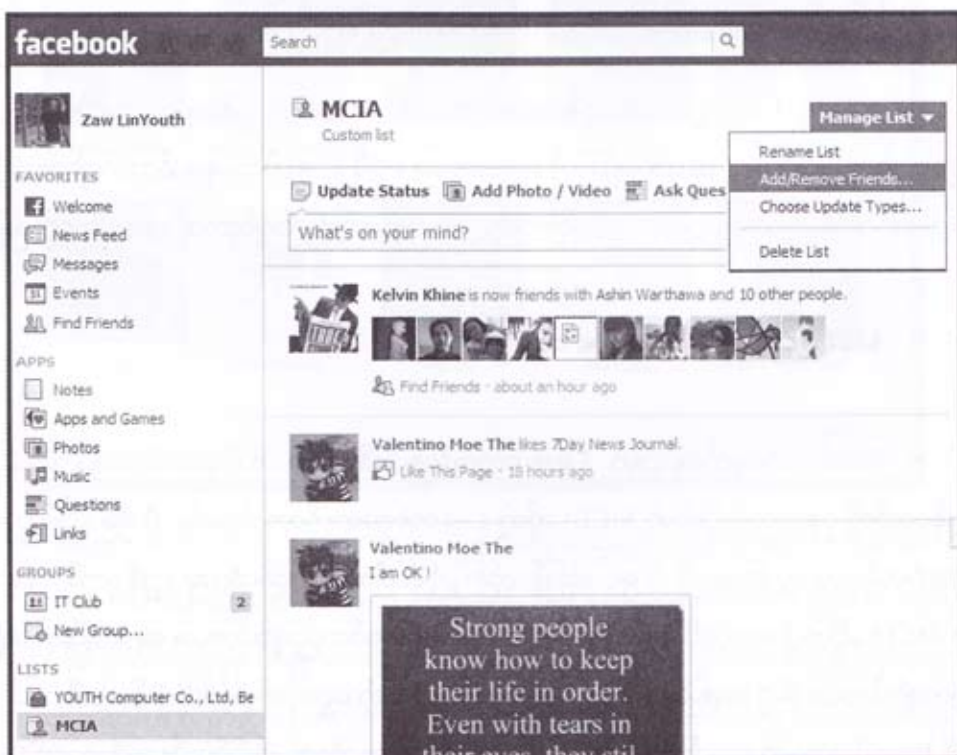 facebook
Search
Zaw LinYouth
FAVORITES
Welcome
News Feed
Messages
Events
Find Friends
APPS
Notes
Apps and Games
Photos
Music
Questions
Links
GROUPS
IT Club 2
New Group...
LISTS
YOUTH Computer Co., Ltd, Be
MCIA
MCIA
Custom list
Manage List
Rename List
Add/Remove Friends...
Choose Update Types...
Delete List
Update Status Add Photo / Video Ask Ques
What's on your mind?
Kelvin Khine is now friends with Ashin Warthawa and 10 other people.
Find Friends · about an hour ago
Valentino Moe The likes 7Day News Journal.
Like This Page · 18 hours ago
Valentino Moe The
I am OK !
Strong people
know how to keep
their life in order.
Even with tears in
their eyes, they stil